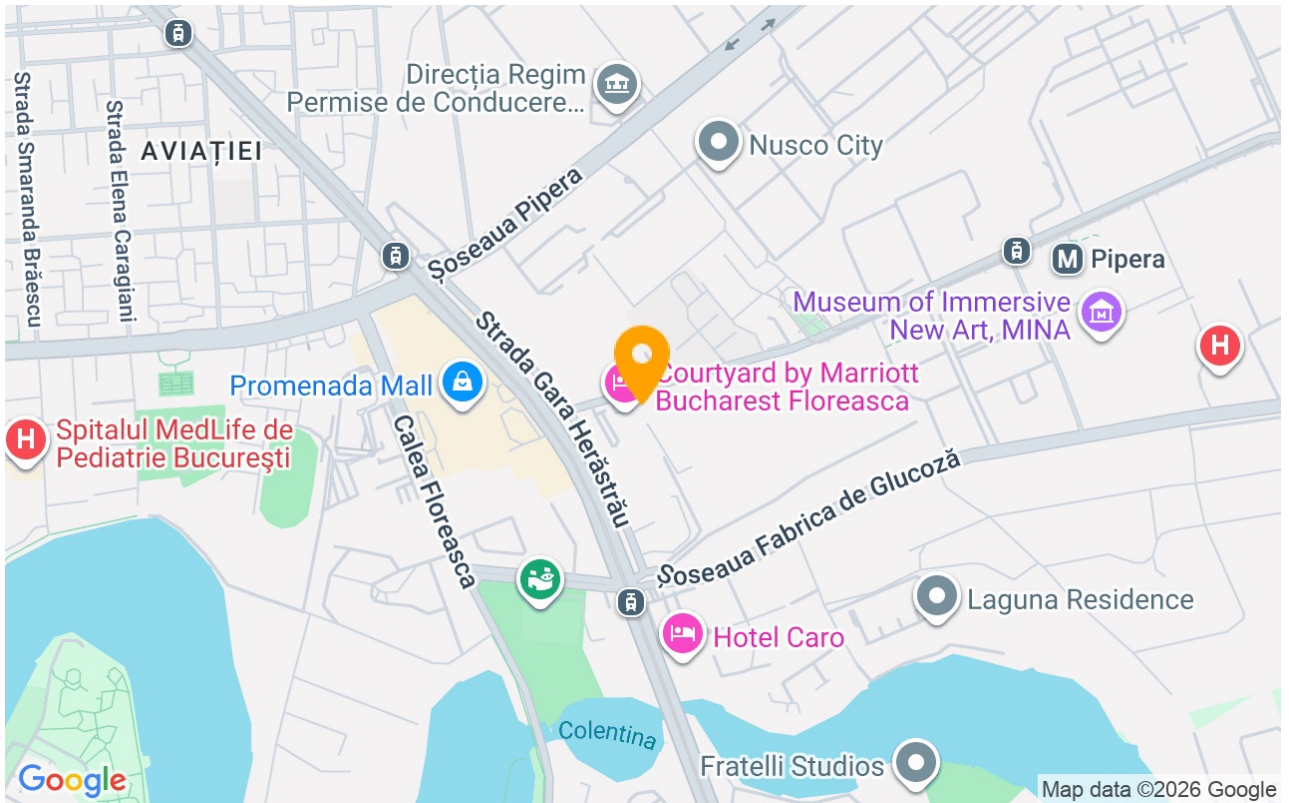 Direcția Regim
Permise de Conducere...
Strada Smaranda Brăescu
Strada Elena Caragiani
AVIAȚIEI
Nusco City
Șoseaua Pipera
Pipera
Museum of Immersive
New Art, MINA
Strada Gara Herăstrău
Promenada Mall
Courtyard by Marriott
Bucharest Floreasca
Spitalul MedLife de
Pediatrie București
Calea Floreasca
Șoseaua Fabrica de Glucoză
Laguna Residence
Hotel Caro
Colentina
Fratelli Studios
Google
Map data ©2026 Google